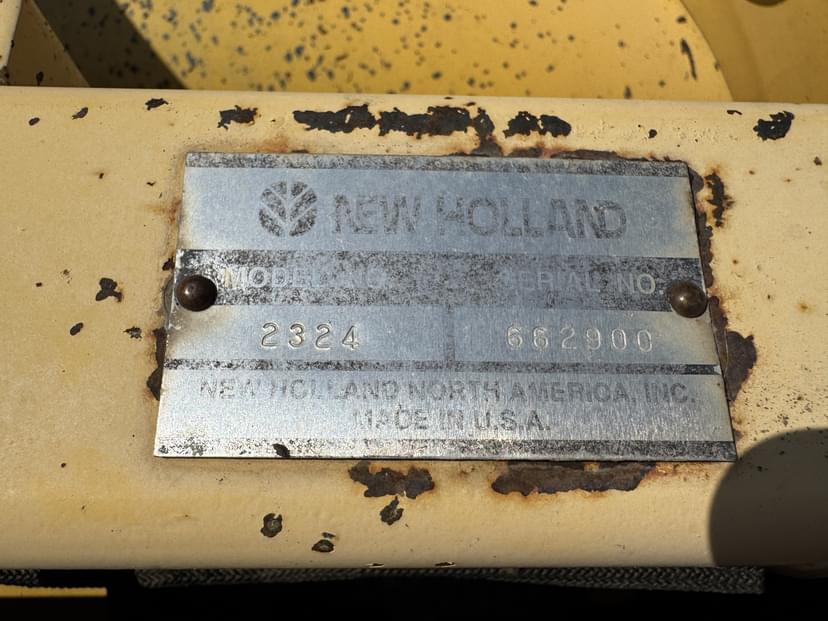 NEW HOLLAND
MODEL NO. SERIAL NO.
2324 662900
NEW HOLLAND NORTH AMERICA, INC.
MADE IN U.S.A.